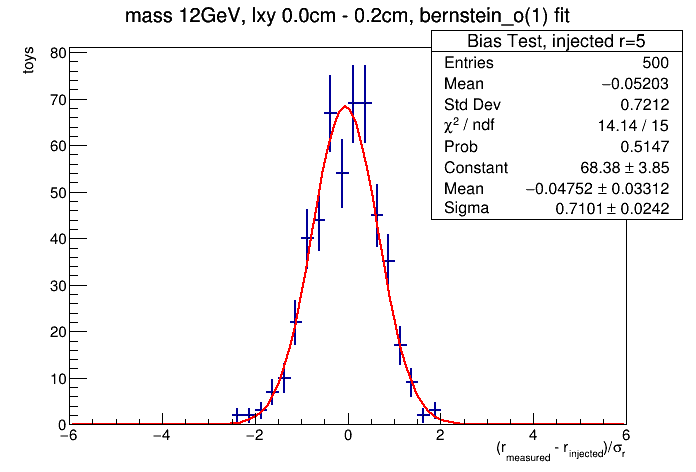 mass 12GeV, lxy 0.0cm - 0.2cm, bernstein_o(1) fit
Bias Test, injected r=5
Entries 500
Mean −0.05203
Std Dev 0.7212
χ² / ndf 14.14 / 15
Prob 0.5147
Constant 68.38 ± 3.85
Mean −0.04752 ± 0.03312
Sigma 0.7101 ± 0.0242
toys
80
70
60
50
40
30
20
10
0
−6 −4 −2 0 2 4 6
(r_measured - r_injected)/σ_r